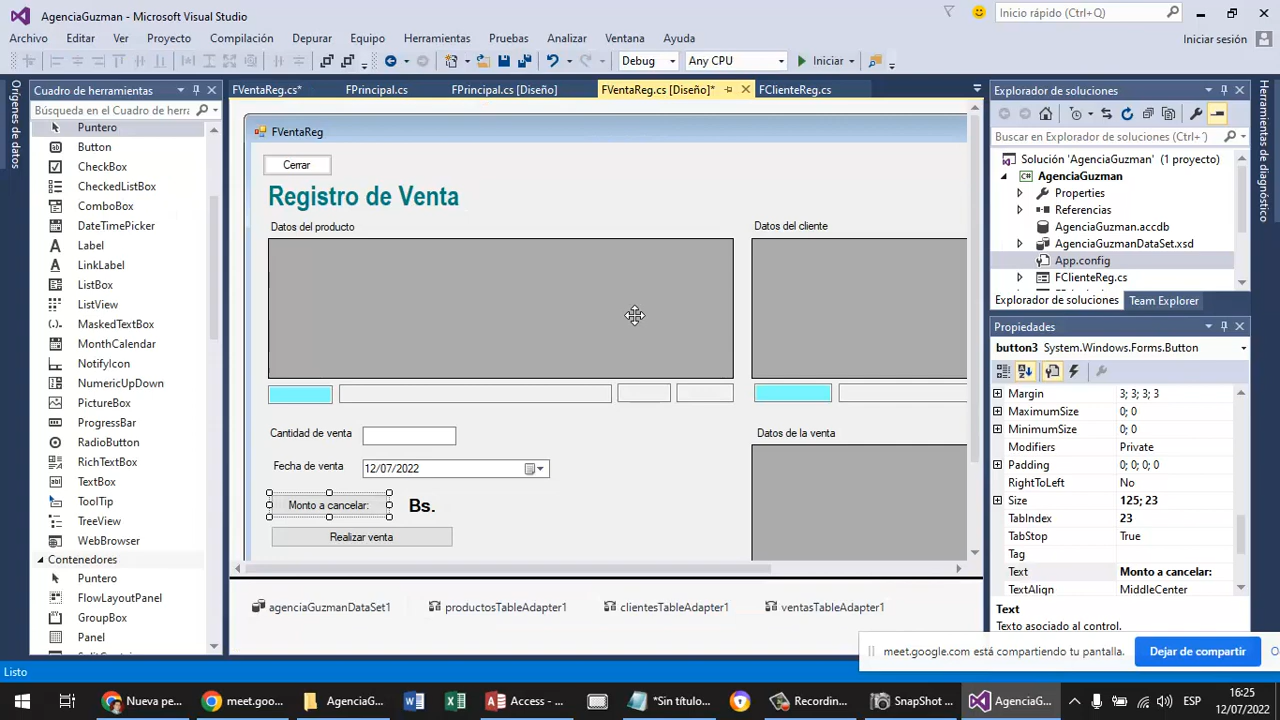 AgenciaGuzman - Microsoft Visual Studio
Inicio rápido (Ctrl+Q)
Archivo Editar Ver Proyecto Compilación Depurar Equipo Herramientas Pruebas Analizar Ventana Ayuda
Iniciar sesión
Debug Any CPU Iniciar
Orígenes de datos
Cuadro de herramientas
Búsqueda en el Cuadro de herra
Puntero
Button
CheckBox
CheckedListBox
ComboBox
DateTimePicker
Label
LinkLabel
ListBox
ListView
MaskedTextBox
MonthCalendar
NotifyIcon
NumericUpDown
PictureBox
ProgressBar
RadioButton
RichTextBox
TextBox
ToolTip
TreeView
WebBrowser
Contenedores
Puntero
FlowLayoutPanel
GroupBox
Panel
FVentaReg.cs* FPrincipal.cs FPrincipal.cs [Diseño] FVentaReg.cs [Diseño]* FClienteReg.cs
FVentaReg
Cerrar
Registro de Venta
Datos del producto Datos del cliente
Cantidad de venta Datos de la venta
Fecha de venta 12/07/2022
Monto a cancelar: Bs.
Realizar venta
agenciaGuzmanDataSet1 productosTableAdapter1 clientesTableAdapter1 ventasTableAdapter1
Explorador de soluciones
Buscar en Explorador de soluciones (Ctrl+´)
Solución 'AgenciaGuzman' (1 proyecto)
AgenciaGuzman
Properties
Referencias
AgenciaGuzman.accdb
AgenciaGuzmanDataSet.xsd
App.config
FClienteReg.cs
Explorador de soluciones Team Explorer
Propiedades
button3 System.Windows.Forms.Button
Margin 3; 3; 3; 3
MaximumSize 0; 0
MinimumSize 0; 0
Modifiers Private
Padding 0; 0; 0; 0
RightToLeft No
Size 125; 23
TabIndex 23
TabStop True
Tag
Text Monto a cancelar:
TextAlign MiddleCenter
Text
Texto asociado al control.
Herramientas de diagnóstico
meet.google.com está compartiendo tu pantalla. Dejar de compartir
Listo
Nueva pe... meet.goo... AgenciaG... Access - ... *Sin título... Recording... SnapShot ... AgenciaG...
ESP
16:25
12/07/2022